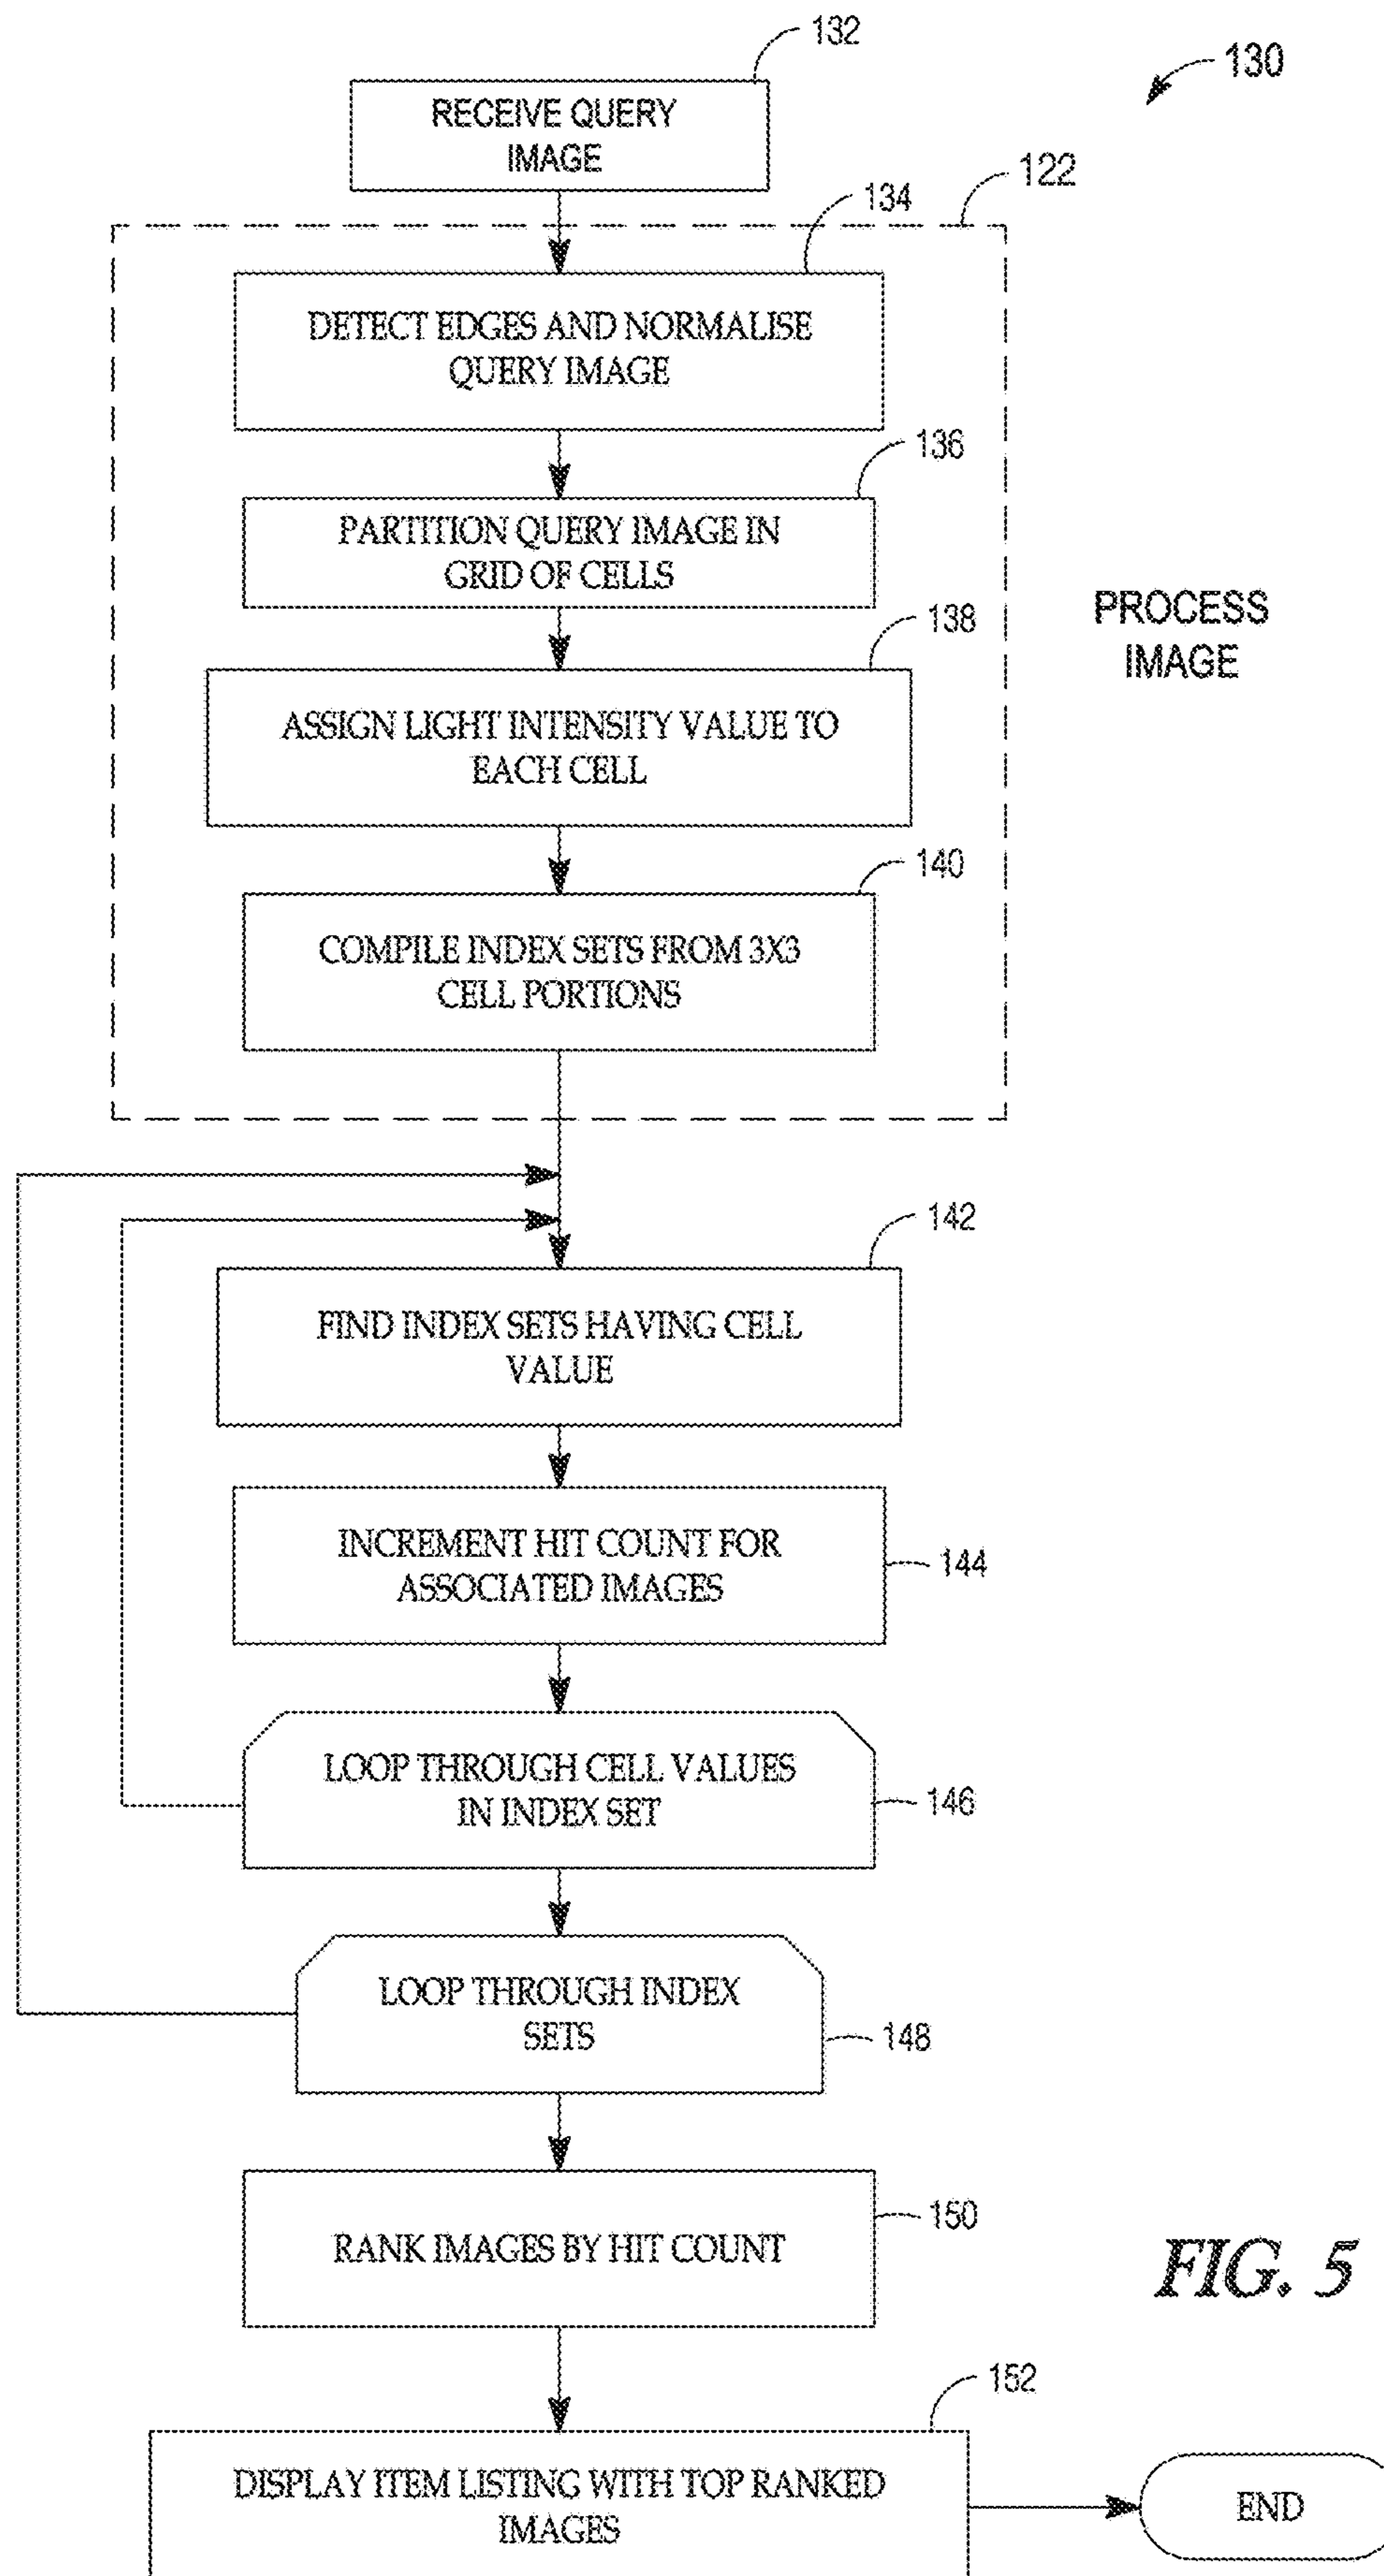 132
130
RECEIVE QUERY
IMAGE
122
134
DETECT EDGES AND NORMALISE
QUERY IMAGE
136
PARTITION QUERY IMAGE IN
GRID OF CELLS
138
PROCESS
IMAGE
ASSIGN LIGHT INTENSITY VALUE TO
EACH CELL
140
COMPILE INDEX SETS FROM 3X3
CELL PORTIONS
142
FIND INDEX SETS HAVING CELL
VALUE
INCREMENT HIT COUNT FOR
ASSOCIATED IMAGES
144
LOOP THROUGH CELL VALUES
IN INDEX SET
146
LOOP THROUGH INDEX
SETS
148
150
RANK IMAGES BY HIT COUNT
FIG. 5
152
DISPLAY ITEM LISTING WITH TOP RANKED
IMAGES
END